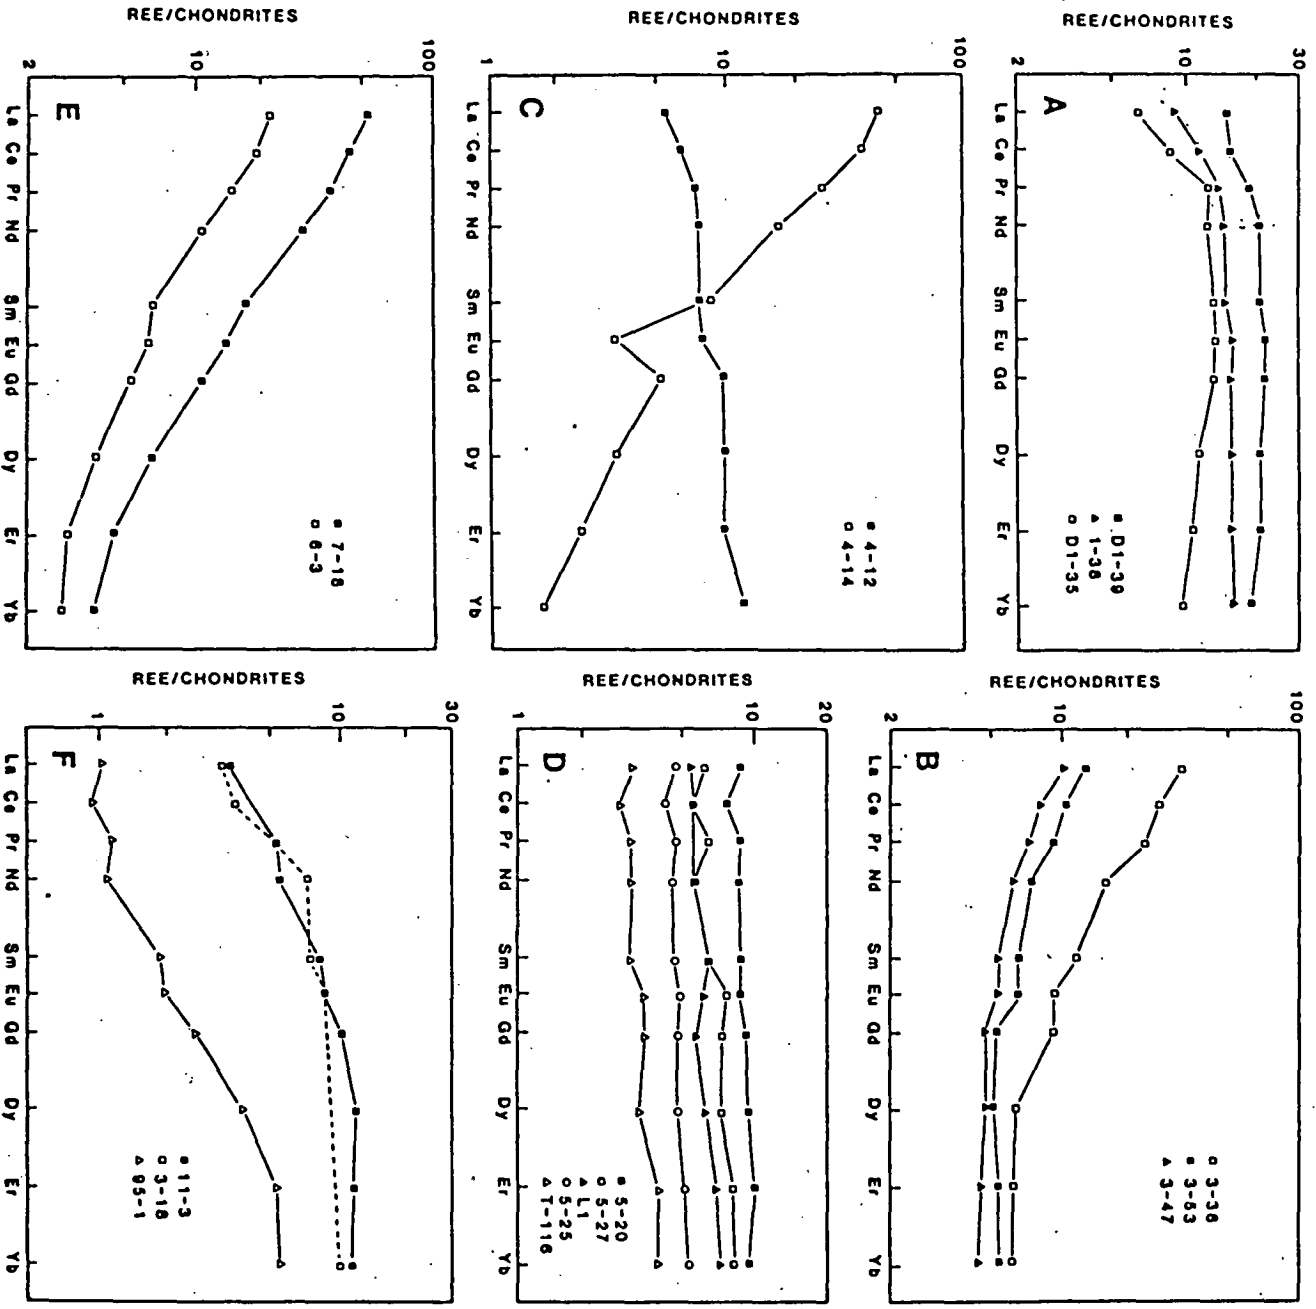 REE/CHONDRITES
30
10
2
A
La Ce Pr Nd Sm Eu Gd Dy Er Yb
D1-39
1-38
D1-35
REE/CHONDRITES
100
10
2
B
La Ce Pr Nd Sm Eu Gd Dy Er Yb
3-36
3-53
3-47
REE/CHONDRITES
100
10
1
C
La Ce Pr Nd Sm Eu Gd Dy Er Yb
4-12
4-14
REE/CHONDRITES
20
10
1
D
La Ce Pr Nd Sm Eu Gd Dy Er Yb
5-20
5-27
L1
5-25
T-116
REE/CHONDRITES
100
10
2
E
La Ce Pr Nd Sm Eu Gd Dy Er Yb
7-18
6-3
REE/CHONDRITES
30
10
1
F
La Ce Pr Nd Sm Eu Gd Dy Er Yb
11-3
3-18
95-1